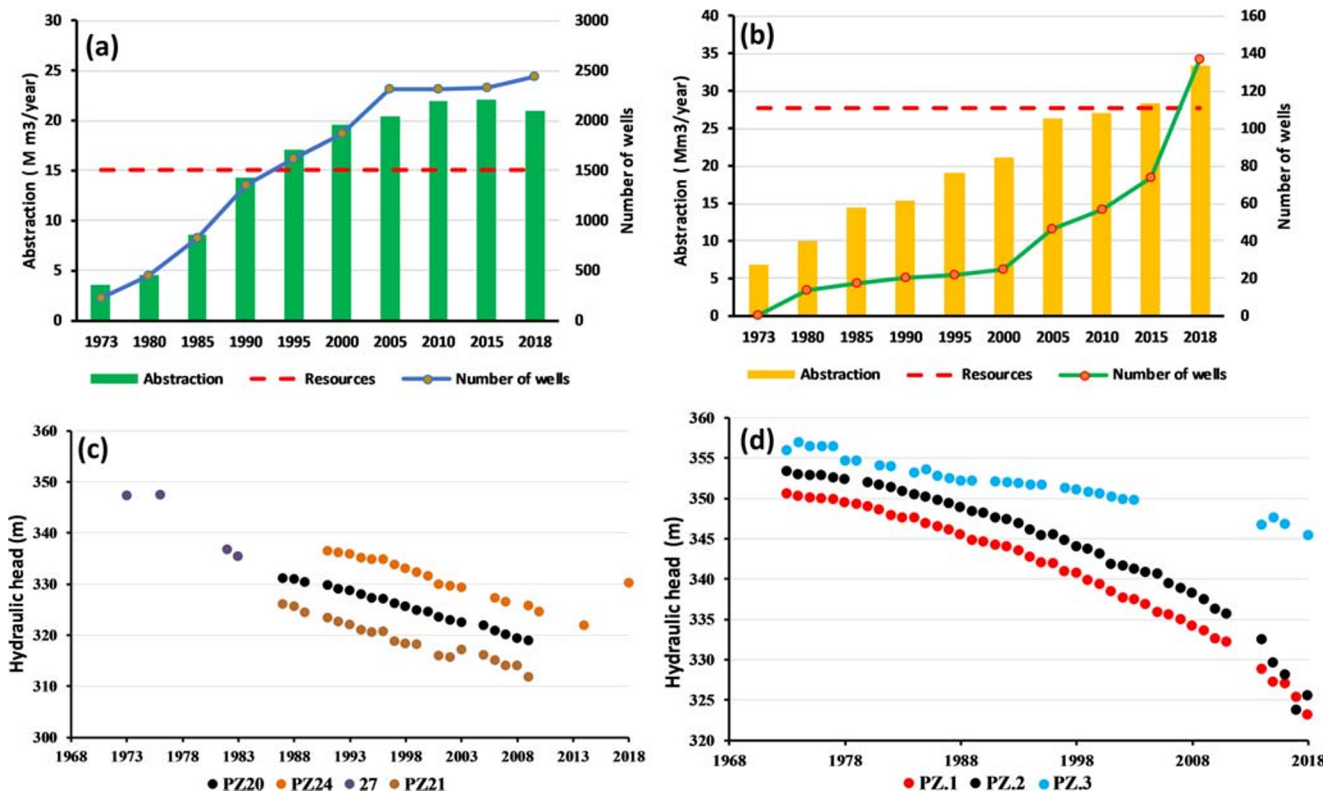 (a)
Abstraction ( M m3/year)
30
25
20
15
10
5
0
3000
2500
2000
1500
1000
500
0
Number of wells
1973 1980 1985 1990 1995 2000 2005 2010 2015 2018
Abstraction Resources Number of wells
(b)
Abstraction ( Mm3/year)
40
35
30
25
20
15
10
5
0
160
140
120
100
80
60
40
20
0
Number of wells
1973 1980 1985 1990 1995 2000 2005 2010 2015 2018
Abstraction Resources Number of wells
(c)
Hydraulic head (m)
360
350
340
330
320
310
300
1968 1973 1978 1983 1988 1993 1998 2003 2008 2013 2018
PZ20 PZ24 27 PZ21
(d)
Hydraulic head (m)
360
355
350
345
340
335
330
325
320
1968 1978 1988 1998 2008 2018
PZ.1 PZ.2 PZ.3